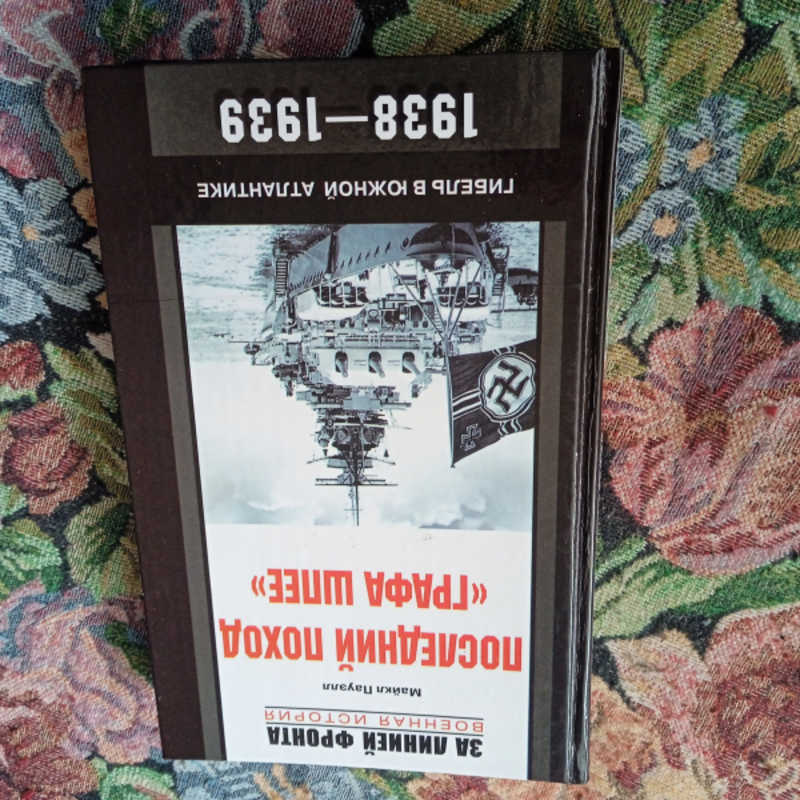 ЗА ЛИНИЕЙ ФРОНТА
ВОЕННАЯ ИСТОРИЯ
Майкл Пауэлл
ПОСЛЕДНИЙ ПОХОД
«ГРАФА ШПЕЕ»
ГИБЕЛЬ В ЮЖНОЙ АТЛАНТИКЕ
1938—1939